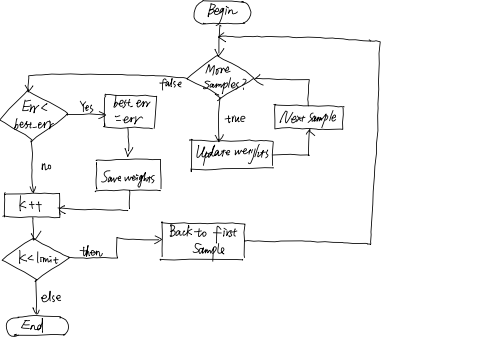 Begin
More
Samples?
false
true
Err<
best_err
Yes
best_err
=err
Next Sample
Update weights
no
Save weights
K++
Back to first
Sample
K<limit
then
else
End